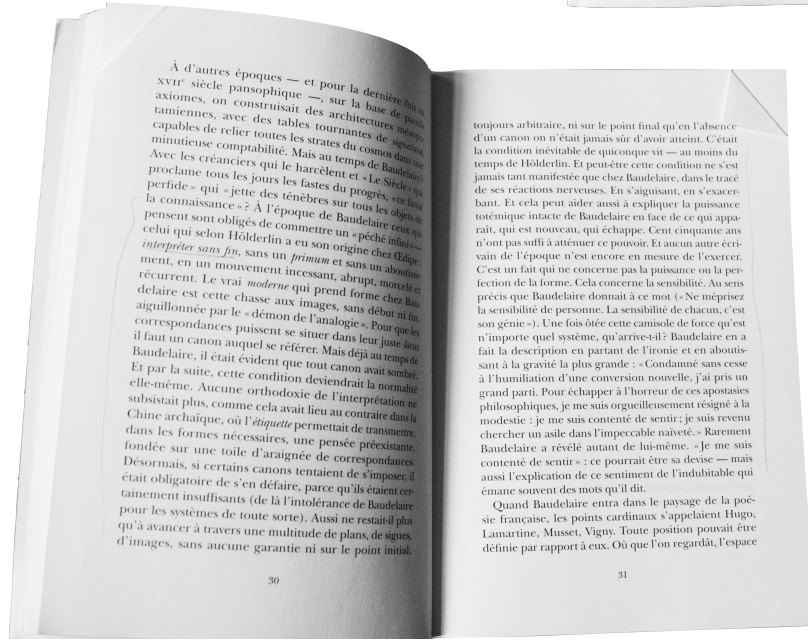 À d'autres époques — et pour la dernière fois au
XVIIᵉ siècle pansophique —, sur la base de pareils
axiomes, on construisait des architectures mésopo-
tamiennes, avec des tables tournantes de signatures
capables de relier toutes les strates du cosmos dans une
minutieuse comptabilité. Mais au temps de Baudelaire?
Avec les créanciers qui le harcèlent et «Le Siècle» qui
proclame tous les jours les fastes du progrès, «ce fanal
perfide» qui «jette des ténèbres sur tous les objets de
la connaissance»? À l'époque de Baudelaire ceux qui
pensent sont obligés de commettre un «péché infini» —
celui qui selon Hölderlin a eu son origine chez Œdipe:
interpréter sans fin, sans un primum et sans un aboutisse-
ment, en un mouvement incessant, abrupt, morcelé et
récurrent. Le vrai moderne qui prend forme chez Bau-
delaire est cette chasse aux images, sans début ni fin,
aiguillonnée par le «démon de l'analogie». Pour que les
correspondances puissent se situer dans leur juste locus
il faut un canon auquel se référer. Mais déjà au temps de
Baudelaire, il était évident que tout canon avait sombré.
Et par la suite, cette condition deviendrait la normalité
elle-même. Aucune orthodoxie de l'interprétation ne
subsistait plus, comme cela avait lieu au contraire dans la
Chine archaïque, où l'étiquette permettait de transmettre,
dans les formes nécessaires, une pensée préexistante,
fondée sur une toile d'araignée de correspondances.
Désormais, si certains canons tentaient de s'imposer, il
était obligatoire de s'en défaire, parce qu'ils étaient cer-
tainement insuffisants (de là l'intolérance de Baudelaire
pour les systèmes de toute sorte). Aussi ne restait-il plus
qu'à avancer à travers une multitude de plans, de signes,
d'images, sans aucune garantie ni sur le point initial,
30
toujours arbitraire, ni sur le point final qu'en l'absence
d'un canon on n'était jamais sûr d'avoir atteint. C'était
la condition inévitable de quiconque vit — au moins du
temps de Hölderlin. Et peut-être cette condition ne s'est
jamais tant manifestée que chez Baudelaire, dans le tracé
de ses réactions nerveuses. En s'aiguisant, en s'exacer-
bant. Et cela peut aider aussi à expliquer la puissance
totémique intacte de Baudelaire en face de ce qui appa-
raît, qui est nouveau, qui échappe. Cent cinquante ans
n'ont pas suffi à atténuer ce pouvoir. Et aucun autre écri-
vain de l'époque n'est encore en mesure de l'exercer.
C'est un fait qui ne concerne pas la puissance ou la per-
fection de la forme. Cela concerne la sensibilité. Au sens
précis que Baudelaire donnait à ce mot («Ne méprisez
la sensibilité de personne. La sensibilité de chacun, c'est
son génie»). Une fois ôtée cette camisole de force qu'est
n'importe quel système, qu'arrive-t-il? Baudelaire en a
fait la description en partant de l'ironie et en aboutis-
sant à la gravité la plus grande : «Condamné sans cesse
à l'humiliation d'une conversion nouvelle, j'ai pris un
grand parti. Pour échapper à l'horreur de ces apostasies
philosophiques, je me suis orgueilleusement résigné à la
modestie : je me suis contenté de sentir; je suis revenu
chercher un asile dans l'impeccable naïveté.» Rarement
Baudelaire a révélé autant de lui-même. «Je me suis
contenté de sentir» : ce pourrait être sa devise — mais
aussi l'explication de ce sentiment de l'indubitable qui
émane souvent des mots qu'il dit.
Quand Baudelaire entra dans le paysage de la poé-
sie française, les points cardinaux s'appelaient Hugo,
Lamartine, Musset, Vigny. Toute position pouvait être
définie par rapport à eux. Où que l'on regardât, l'espace
31